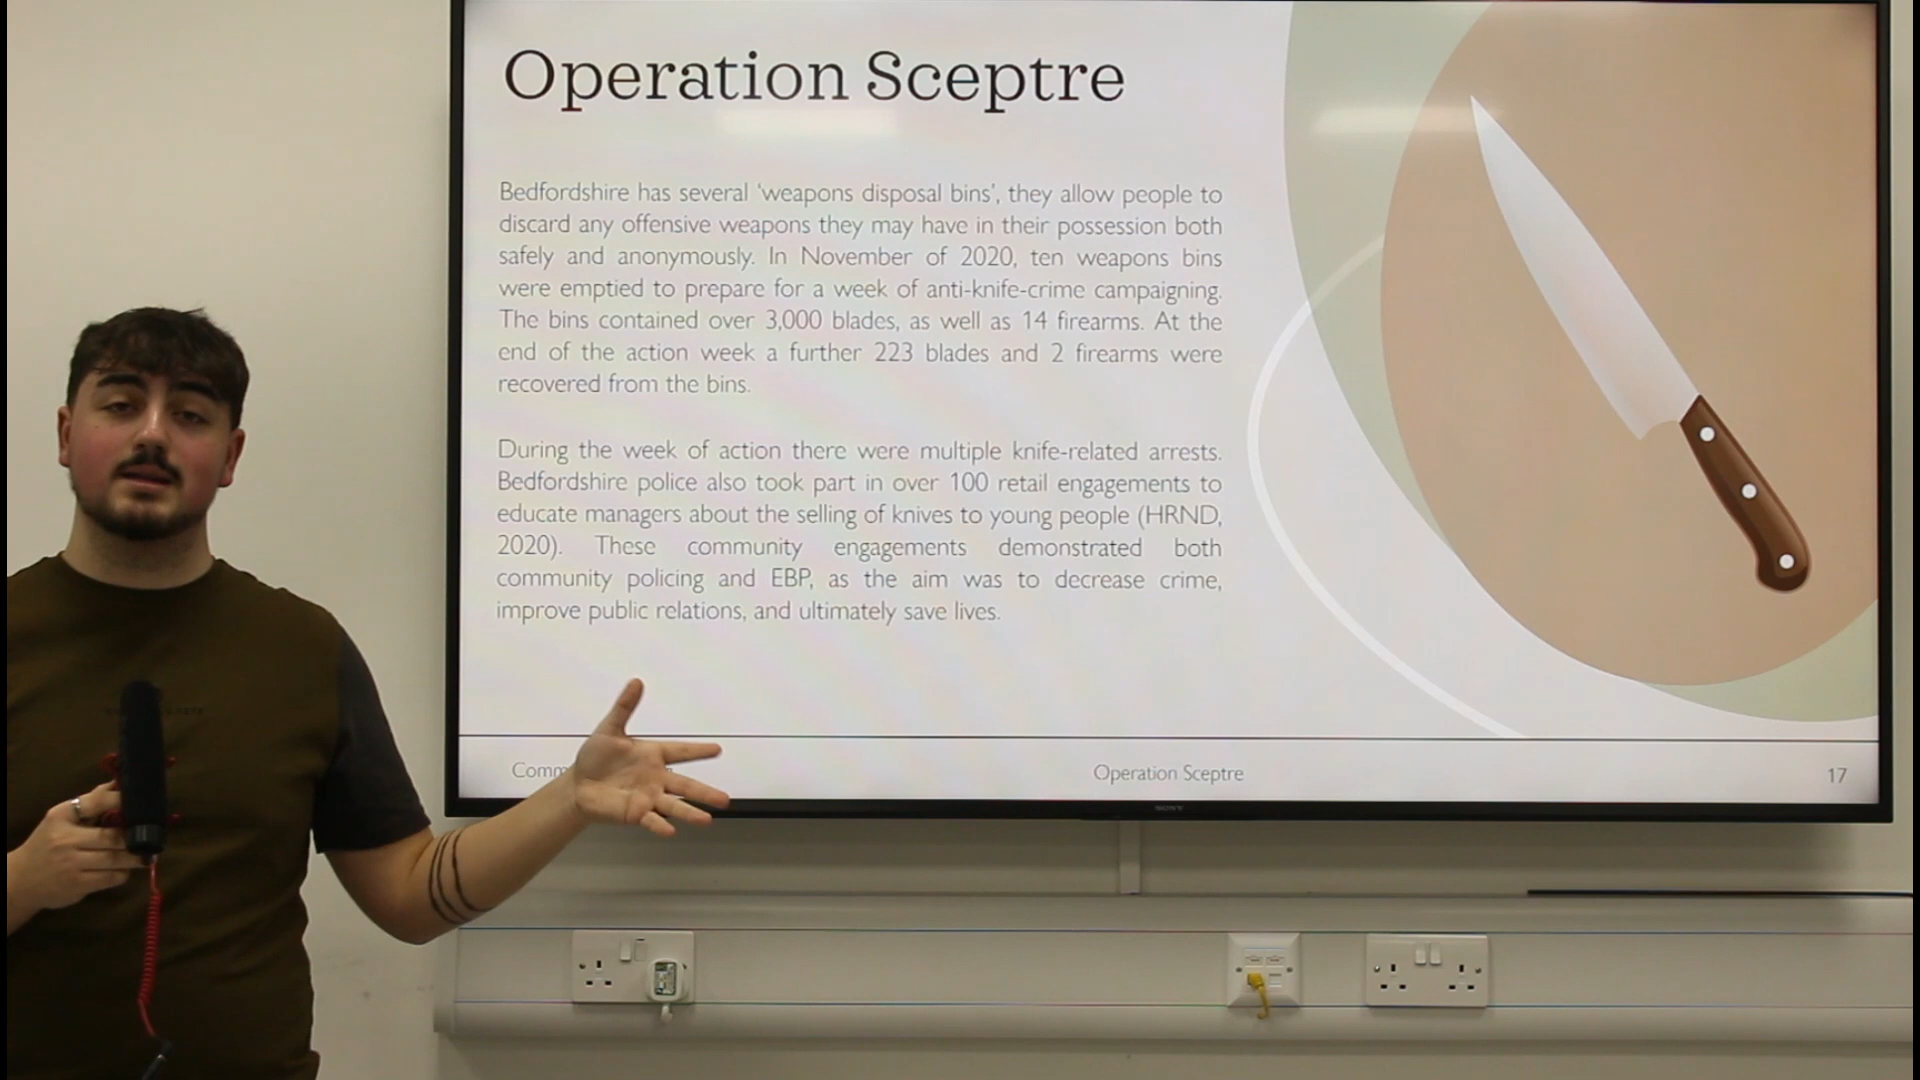 Operation Sceptre
Bedfordshire has several ‘weapons disposal bins’, they allow people to
discard any offensive weapons they may have in their possession both
safely and anonymously. In November of 2020, ten weapons bins
were emptied to prepare for a week of anti-knife-crime campaigning.
The bins contained over 3,000 blades, as well as 14 firearms. At the
end of the action week a further 223 blades and 2 firearms were
recovered from the bins.
During the week of action there were multiple knife-related arrests.
Bedfordshire police also took part in over 100 retail engagements to
educate managers about the selling of knives to young people (HRND,
2020). These community engagements demonstrated both
community policing and EBP, as the aim was to decrease crime,
improve public relations, and ultimately save lives.
Operation Sceptre
17
SONY